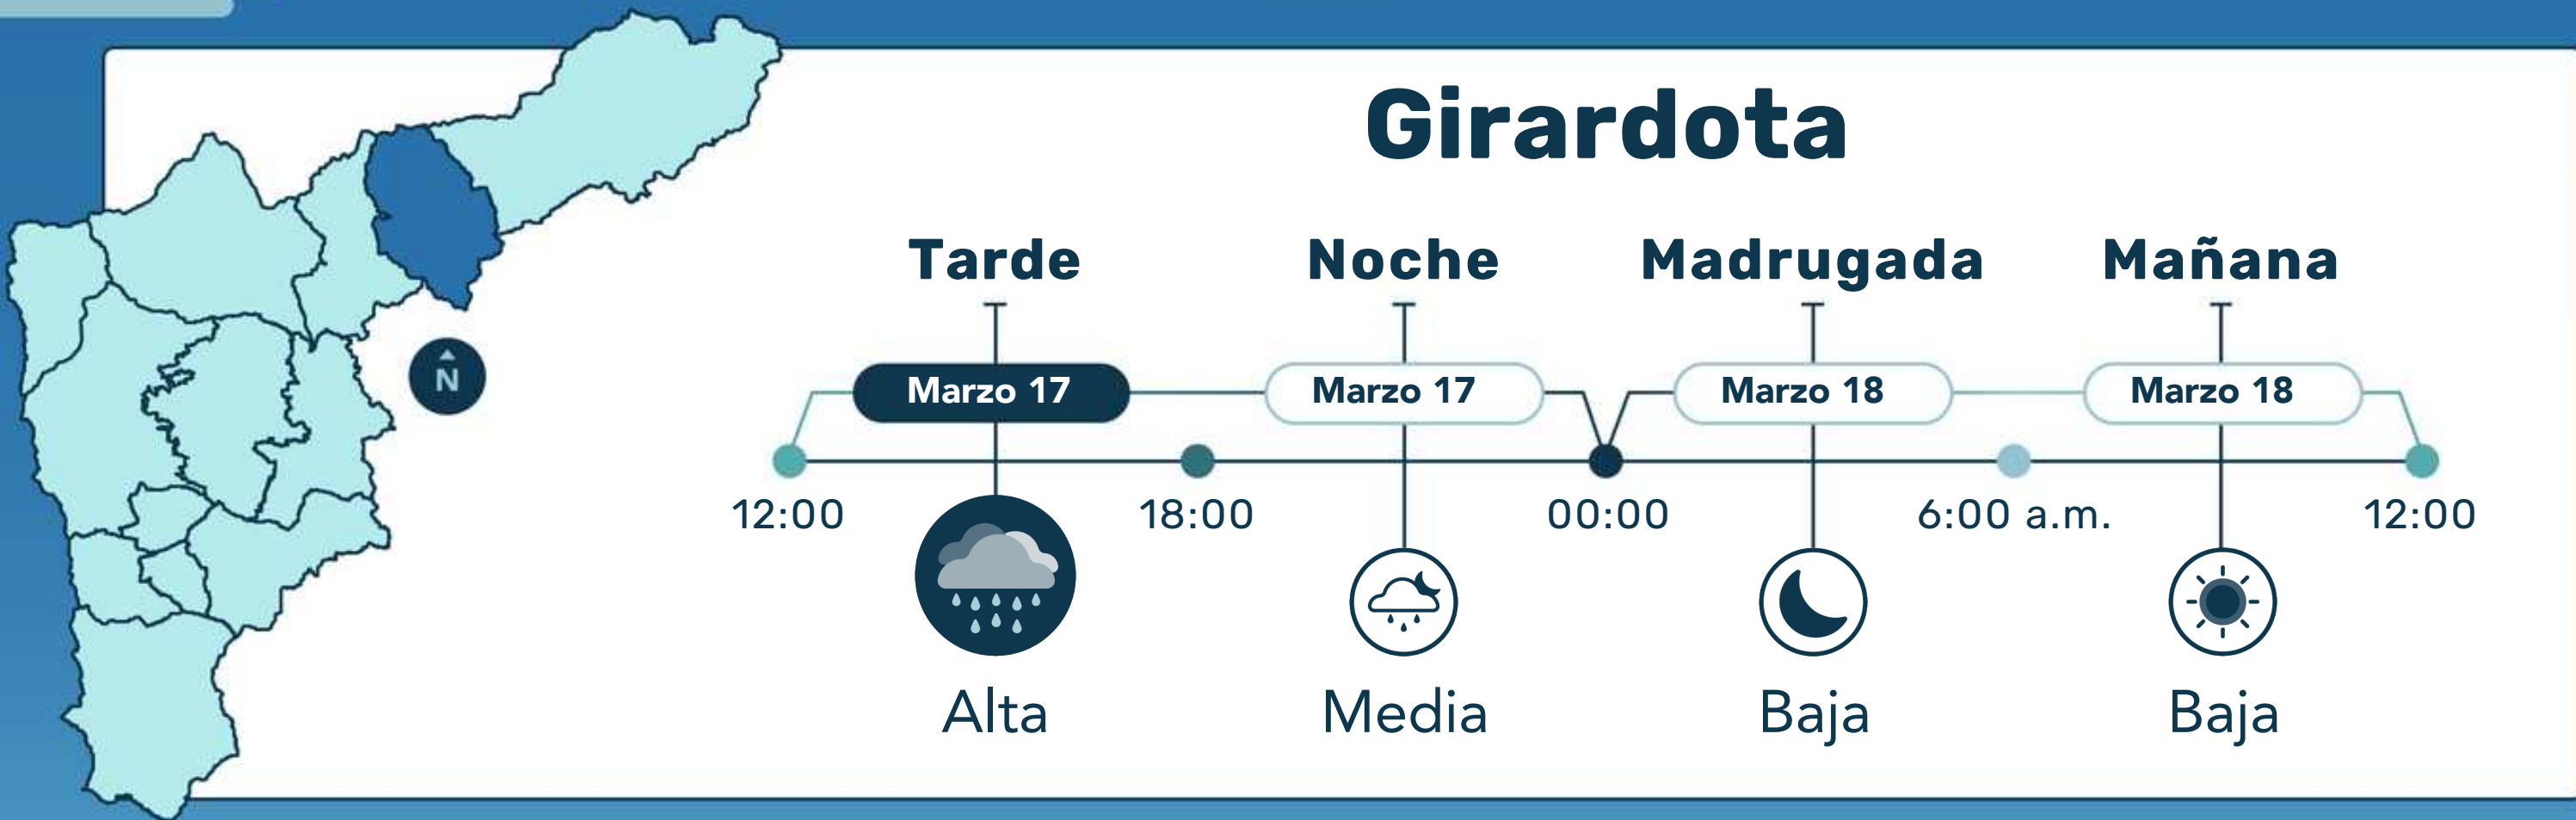 Girardota
Tarde Noche Madrugada Mañana
Marzo 17 Marzo 17 Marzo 18 Marzo 18
N
12:00 18:00 00:00 6:00 a.m. 12:00
Alta Media Baja Baja